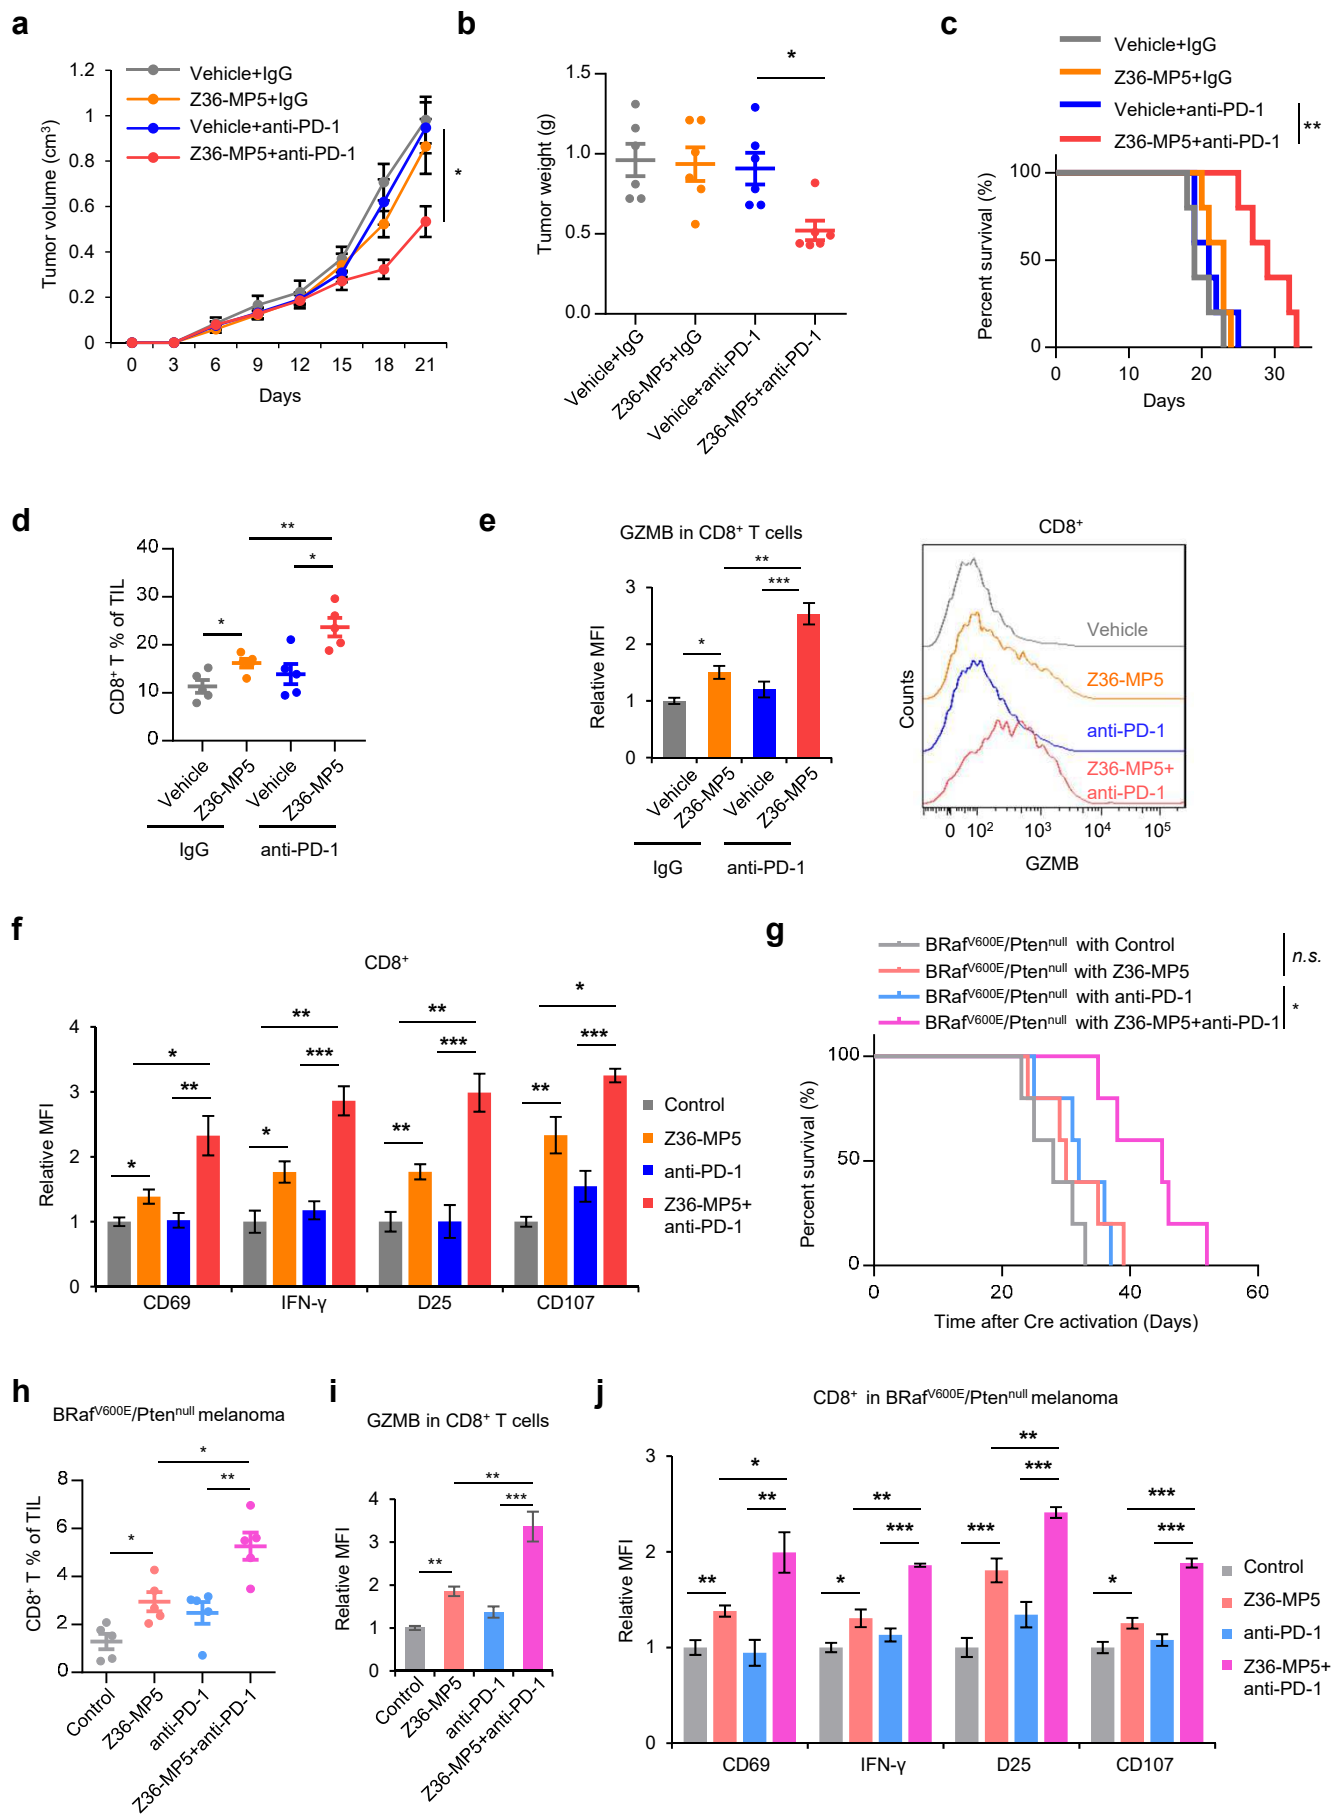 a
Vehicle+IgG
Z36-MP5+IgG
Vehicle+anti-PD-1
Z36-MP5+anti-PD-1
1.2
1
0.8
0.6
0.4
0.2
0
Tumor volume (cm³)
*
0 3 6 9 12 15 18 21
Days
b
*
1.5
1.0
0.5
0.0
Tumor weight (g)
Vehicle+IgG
Z36-MP5+IgG
Vehicle+anti-PD-1
Z36-MP5+anti-PD-1
c
Vehicle+IgG
Z36-MP5+IgG
Vehicle+anti-PD-1
Z36-MP5+anti-PD-1
**
100
50
0
Percent survival (%)
0 10 20 30
Days
d
**
*
*
40
30
20
10
0
CD8⁺ T % of TIL
Vehicle
Z36-MP5
Vehicle
Z36-MP5
IgG
anti-PD-1
e
GZMB in CD8⁺ T cells
**
***
*
3
2
1
0
Relative MFI
Vehicle
Z36-MP5
Vehicle
Z36-MP5
IgG
anti-PD-1
CD8⁺
Vehicle
Z36-MP5
anti-PD-1
Z36-MP5+
anti-PD-1
Counts
0 10² 10³ 10⁴ 10⁵
GZMB
f
CD8⁺
4
3
2
1
0
Relative MFI
* ** *
** *** ** *** * *** **
CD69 IFN-γ D25 CD107
Control
Z36-MP5
anti-PD-1
Z36-MP5+
anti-PD-1
g
BRafV600E/Ptennull with Control
BRafV600E/Ptennull with Z36-MP5
BRafV600E/Ptennull with anti-PD-1
BRafV600E/Ptennull with Z36-MP5+anti-PD-1
n.s.
*
100
50
0
Percent survival (%)
0 20 40 60
Time after Cre activation (Days)
h
BRafV600E/Ptennull melanoma
*
**
*
8
6
4
2
0
CD8⁺ T % of TIL
Control
Z36-MP5
anti-PD-1
Z36-MP5+anti-PD-1
i
GZMB in CD8⁺ T cells
**
***
**
4
3
2
1
0
Relative MFI
Control
Z36-MP5
anti-PD-1
Z36-MP5+anti-PD-1
j
CD8⁺ in BRafV600E/Ptennull melanoma
3
2
1
0
Relative MFI
** * **
* ** ***
*** *** ** *
*** ***
CD69 IFN-γ D25 CD107
Control
Z36-MP5
anti-PD-1
Z36-MP5+
anti-PD-1